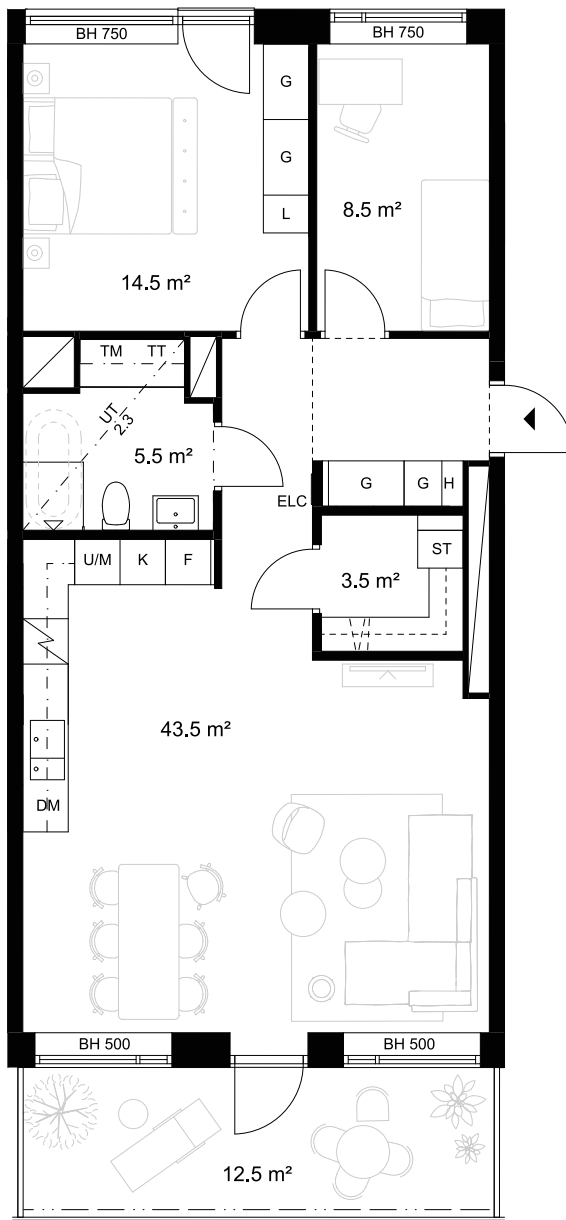 BH 750
BH 750
G
G
L
8.5 m²
14.5 m²
TM TT
UT
2.3
5.5 m²
G G H
ELC
U/M K F
ST
3.5 m²
43.5 m²
DM
BH 500
BH 500
12.5 m²